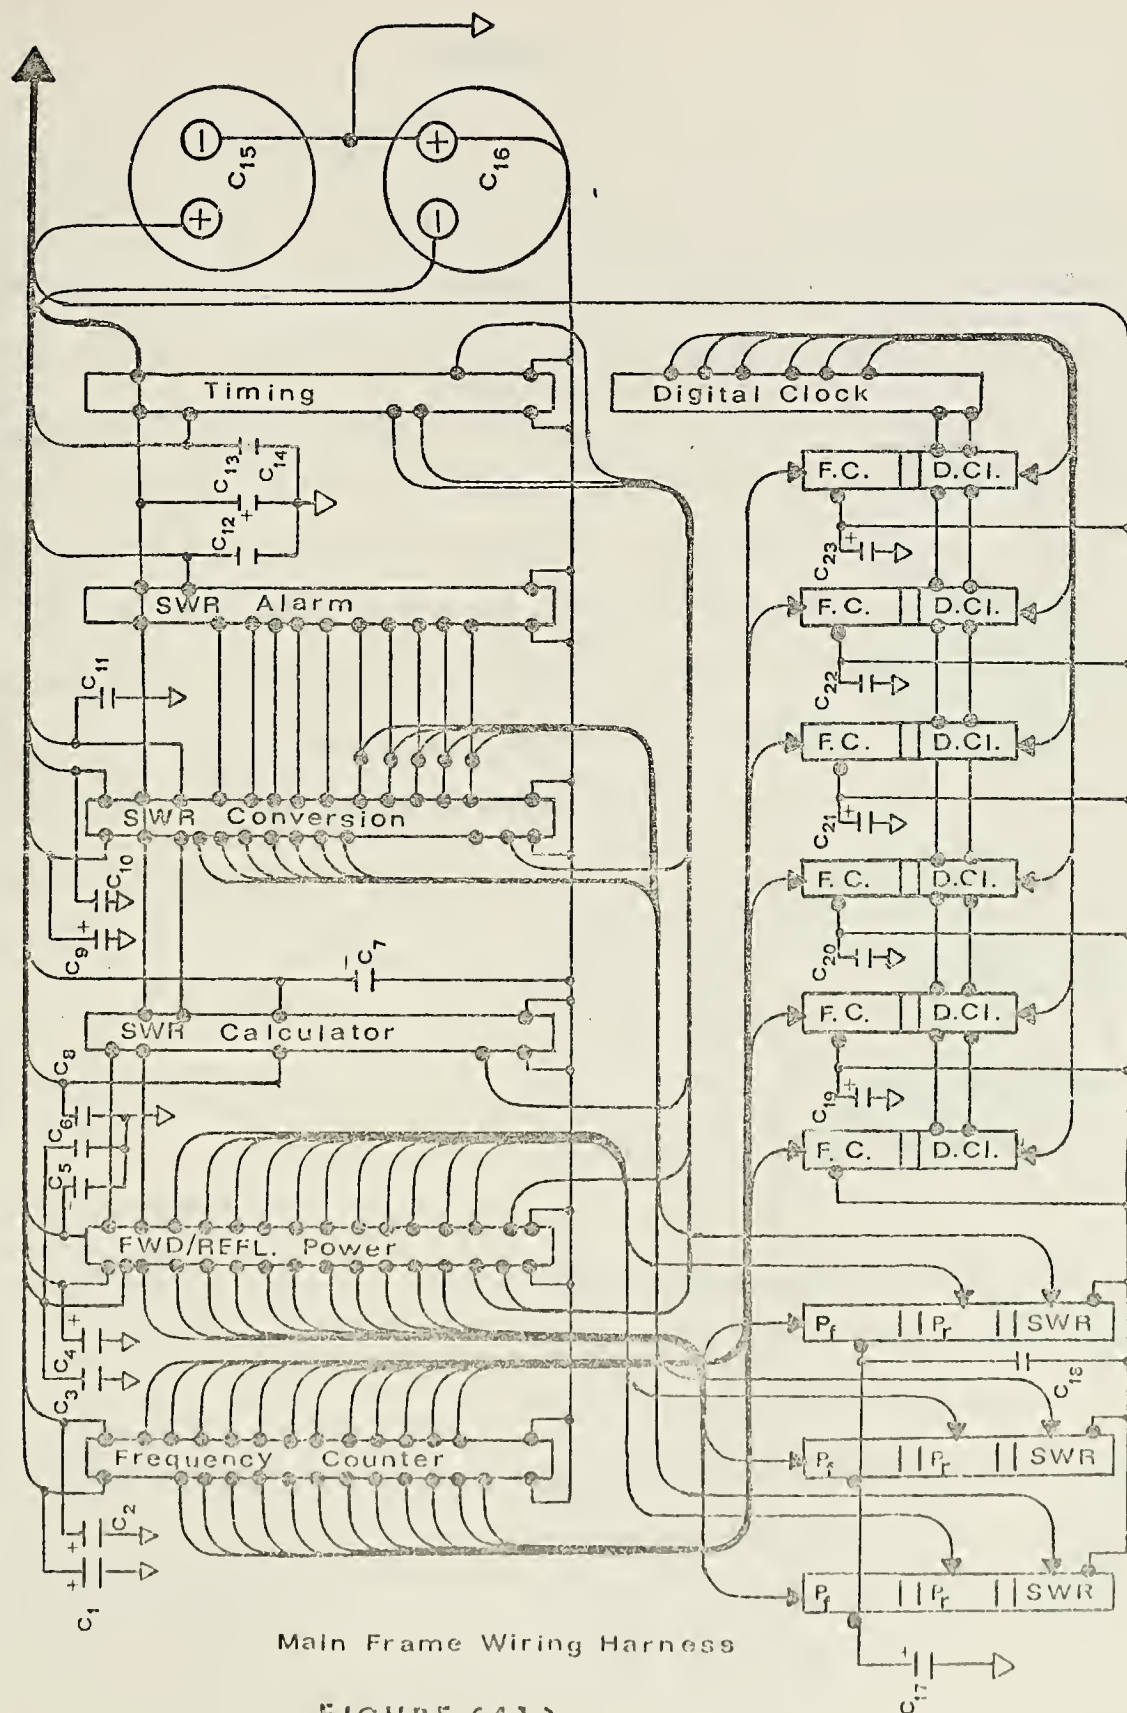 C15
C16
Timing
Digital Clock
C13
C14
C12
F.C. D.Cl.
C23
SWR Alarm
F.C. D.Cl.
C22
C11
F.C. D.Cl.
C21
SWR Conversion
C10
C9
F.C. D.Cl.
C20
C7
SWR Calculator
F.C. D.Cl.
C19
C8
C6
C5
F.C. D.Cl.
FWD/REFL. Power
Pf Pr SWR
C4
C3
C18
Frequency Counter
Pf Pr SWR
C2
C1
Pf Pr SWR
Main Frame Wiring Harness
C17